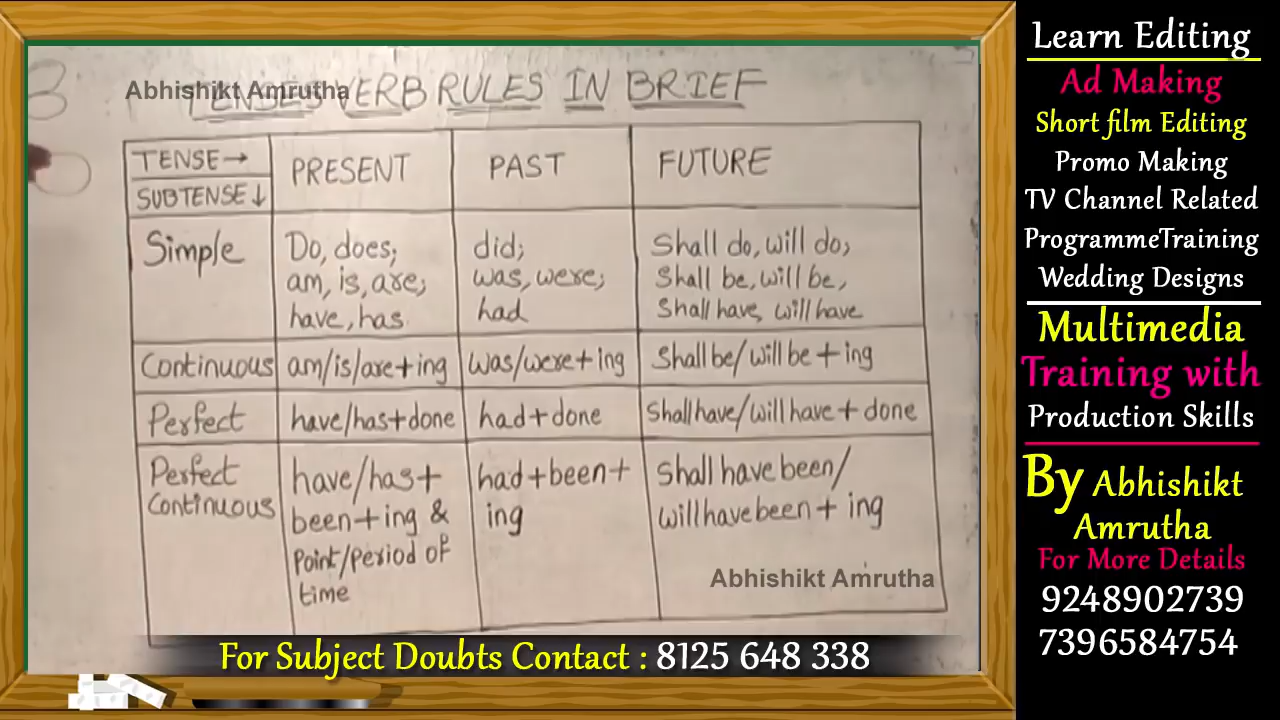 TENSES VERB RULES IN BRIEF
Abhishikt Amrutha
TENSE→ PRESENT PAST FUTURE
SUBTENSE↓
Simple
Do, does;
am, is, are;
have, has.
did;
was, were;
had
Shall do, will do;
Shall be, will be,
Shall have, will have
Continuous am/is/are+ing was/were+ing Shall be/will be+ing
Perfect have/has+done had+done Shall have/will have+done
Perfect
Continuous
have/has+
been+ing &
point/period of
time
had+been+
ing
Shall have been/
will have been+ ing
Abhishikt Amrutha
For Subject Doubts Contact : 8125 648 338
Learn Editing
Ad Making
Short film Editing
Promo Making
TV Channel Related
ProgrammeTraining
Wedding Designs
Multimedia
Training with
Production Skills
By Abhishikt
Amrutha
For More Details
9248902739
7396584754